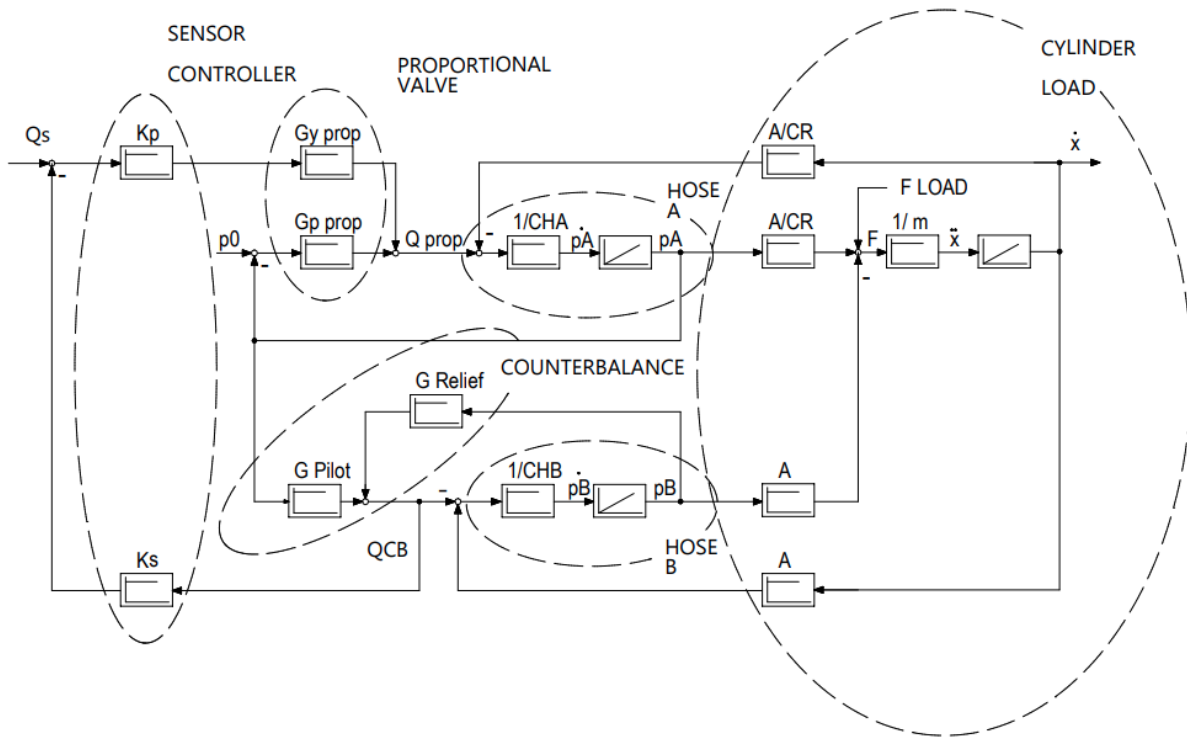 SENSOR
CONTROLLER
PROPORTIONAL
VALVE
CYLINDER
LOAD
Qs
Kp
Gy prop
A/CR
ẋ
-
HOSE
A
F LOAD
p0
Gp prop
Q prop
-
1/CHA
ṗA
pA
A/CR
F
1/ m
ẍ
-
-
COUNTERBALANCE
G Relief
G Pilot
-
1/CHB
ṗB
pB
A
QCB
HOSE
B
Ks
A